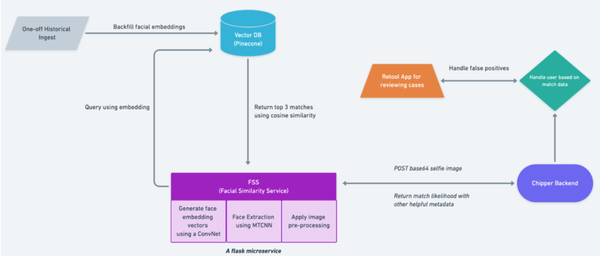 One-off Historical
Ingest
Backfill facial embeddings
Vector DB
(Pinecone)
Handle false positives
Retool App for
reviewing cases
Handle user based on
match data
Query using embedding
Return top 3 matches
using cosine similarity
FSS
(Facial Similarity Service)
POST base64 selfie image
Chipper Backend
Return match likelihood with
other helpful metadata
Generate face
embedding
vectors
using a ConvNet
Face Extraction
using MTCNN
Apply image
pre-processing
A flask microservice